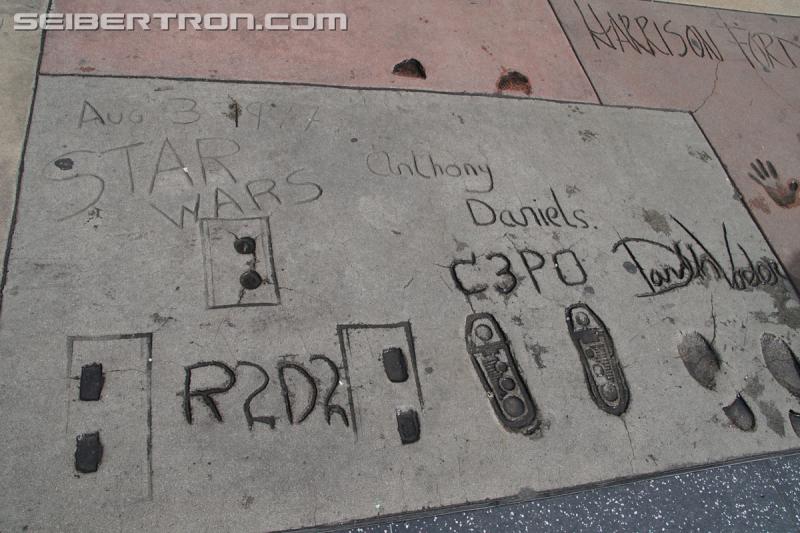 SEIBERTRON.COM
HARRISON FORD
Aug 3 1977
STAR
WARS
Anthony
Daniels.
C3PO
Darth Vader
R2D2